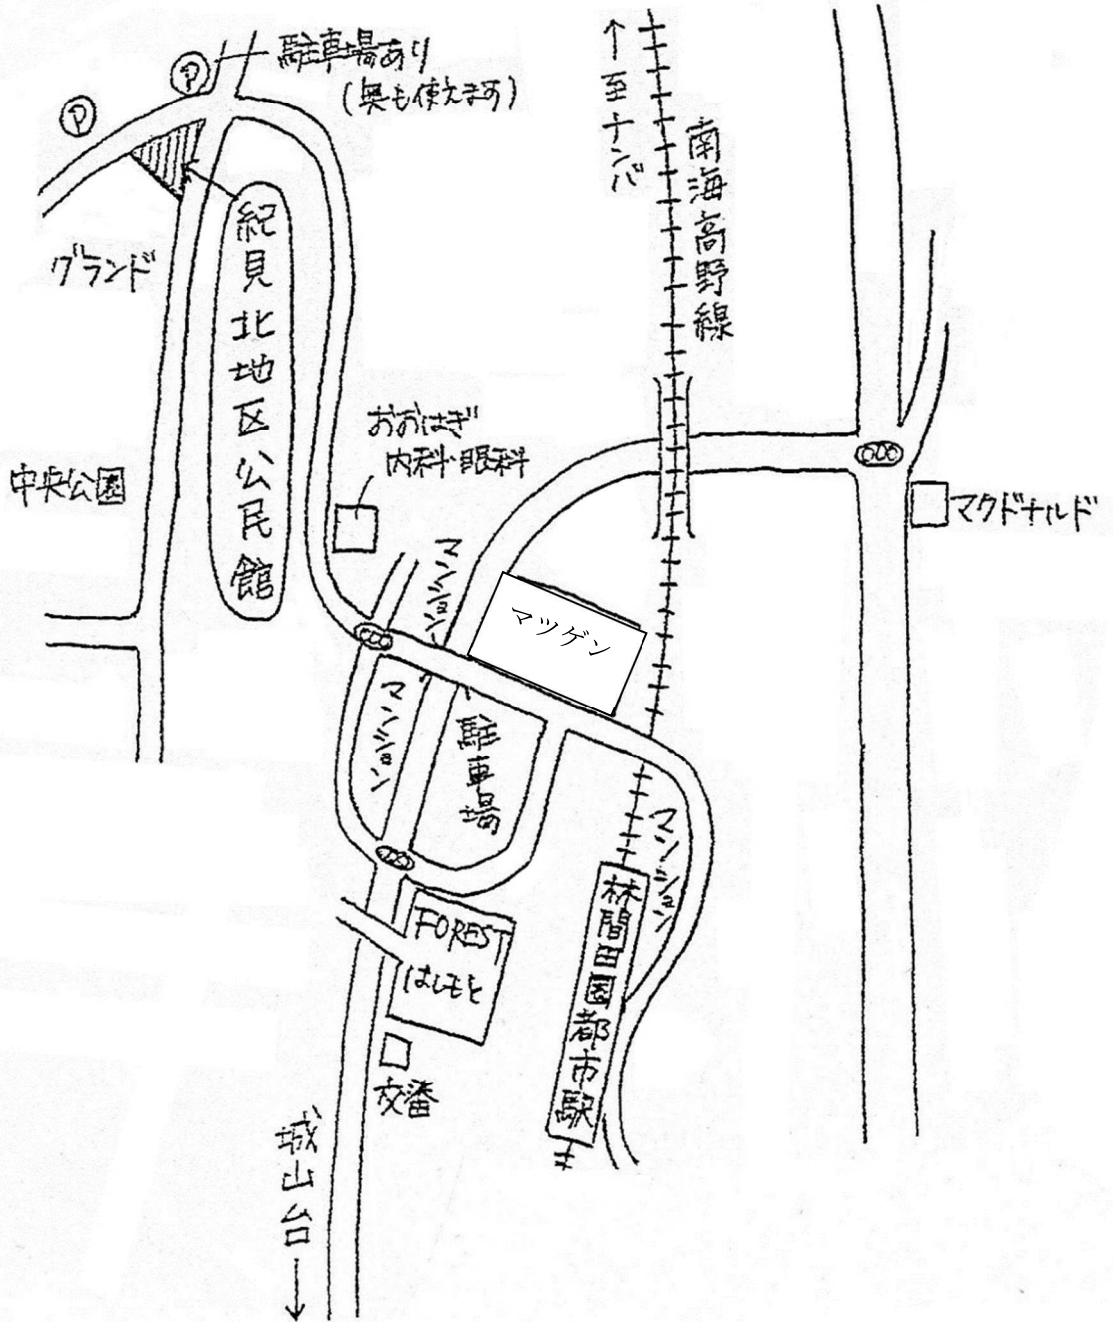 駐車場あり
(奥も使えます)
P
P
↑至ナンバ
南海高野線
グランド
紀見北地区公民館
中央公園
おおはぎ
内科・眼科
マクドナルド
マンション
マツゲン
マンション
駐車場
マンション
FOREST
はしもと
林間田園都市駅
交番
城山台